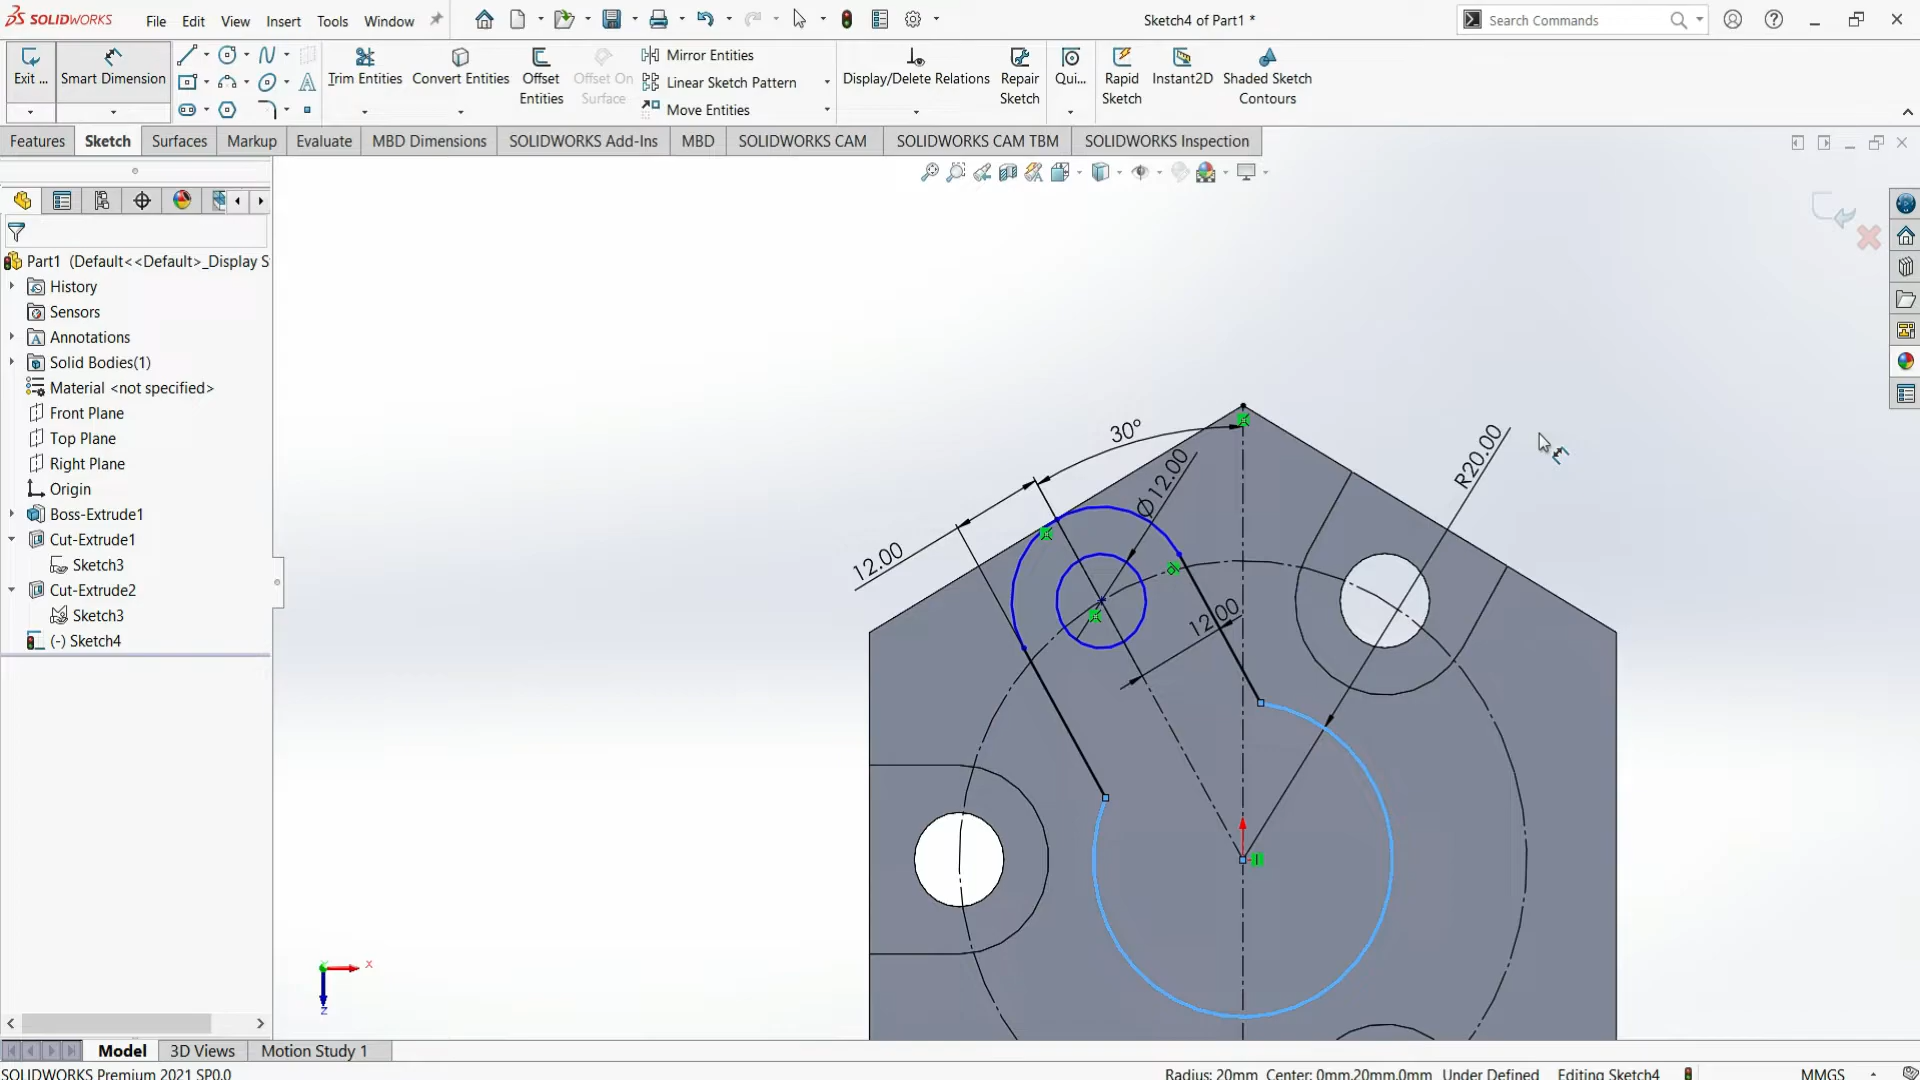 SOLIDWORKS File Edit View Insert Tools Window Sketch4 of Part1 * Search Commands
Exit ... Smart Dimension Trim Entities Convert Entities Offset Entities Offset On Surface Mirror Entities Linear Sketch Pattern Move Entities Display/Delete Relations Repair Sketch Qui... Rapid Sketch Instant2D Shaded Sketch Contours
Features Sketch Surfaces Markup Evaluate MBD Dimensions SOLIDWORKS Add-Ins MBD SOLIDWORKS CAM SOLIDWORKS CAM TBM SOLIDWORKS Inspection
Part1 (Default<<Default>_Display S
History
Sensors
Annotations
Solid Bodies(1)
Material <not specified>
Front Plane
Top Plane
Right Plane
Origin
Boss-Extrude1
Cut-Extrude1
Sketch3
Cut-Extrude2
Sketch3
(-) Sketch4
30°
R20.00
Ø12.00
12.00
12.00
X
Z
Model 3D Views Motion Study 1
SOLIDWORKS Premium 2021 SP0.0 Radius: 20mm Center: 0mm,20mm,0mm Under Defined Editing Sketch4 MMGS